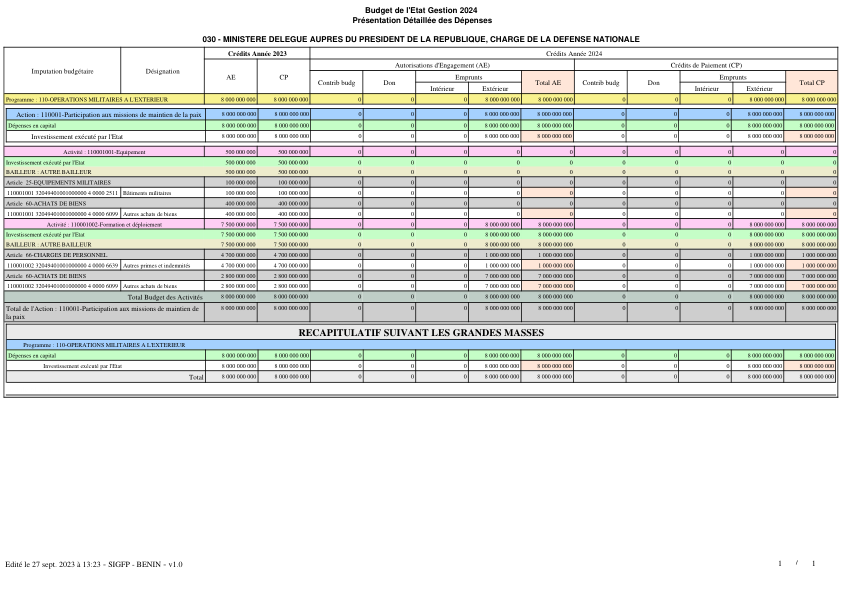 Budget de l'Etat Gestion 2024
Présentation Détaillée des Dépenses
030 - MINISTERE DELEGUE AUPRES DU PRESIDENT DE LA REPUBLIQUE, CHARGE DE LA DEFENSE NATIONALE
Imputation budgétaire Désignation Crédits Année 2023 Crédits Année 2024
AE CP Autorisations d'Engagement (AE) Crédits de Paiement (CP)
Contrib budg Don Emprunts Total AE Contrib budg Don Emprunts Total CP
Intérieur Extérieur Intérieur Extérieur
Programme : 110-OPERATIONS MILITAIRES A L'EXTERIEUR 8 000 000 000 8 000 000 000 0 0 0 8 000 000 000 8 000 000 000 0 0 0 8 000 000 000 8 000 000 000
Action : 110001-Participation aux missions de maintien de la paix 8 000 000 000 8 000 000 000 0 0 0 8 000 000 000 8 000 000 000 0 0 0 8 000 000 000 8 000 000 000
Dépenses en capital 8 000 000 000 8 000 000 000 0 0 0 8 000 000 000 8 000 000 000 0 0 0 8 000 000 000 8 000 000 000
Investissement exécuté par l'Etat 8 000 000 000 8 000 000 000 0 0 0 8 000 000 000 8 000 000 000 0 0 0 8 000 000 000 8 000 000 000
Activité : 110001001-Equipement 500 000 000 500 000 000 0 0 0 0 0 0 0 0 0 0
Investissement exécuté par l'Etat 500 000 000 500 000 000 0 0 0 0 0 0 0 0 0 0
BAILLEUR : AUTRE BAILLEUR 500 000 000 500 000 000 0 0 0 0 0 0 0 0 0 0
Article 25-EQUIPEMENTS MILITAIRES 100 000 000 100 000 000 0 0 0 0 0 0 0 0 0 0
110001001 32049401001000000 4 0000 2511 Bâtiments militaires 100 000 000 100 000 000 0 0 0 0 0 0 0 0 0 0
Article 60-ACHATS DE BIENS 400 000 000 400 000 000 0 0 0 0 0 0 0 0 0 0
110001001 32049401001000000 4 0000 6099 Autres achats de biens 400 000 000 400 000 000 0 0 0 0 0 0 0 0 0 0
Activité : 110001002-Formation et déploiement 7 500 000 000 7 500 000 000 0 0 0 8 000 000 000 8 000 000 000 0 0 0 8 000 000 000 8 000 000 000
Investissement exécuté par l'Etat 7 500 000 000 7 500 000 000 0 0 0 8 000 000 000 8 000 000 000 0 0 0 8 000 000 000 8 000 000 000
BAILLEUR : AUTRE BAILLEUR 7 500 000 000 7 500 000 000 0 0 0 8 000 000 000 8 000 000 000 0 0 0 8 000 000 000 8 000 000 000
Article 66-CHARGES DE PERSONNEL 4 700 000 000 4 700 000 000 0 0 0 1 000 000 000 1 000 000 000 0 0 0 1 000 000 000 1 000 000 000
110001002 32049401001000000 4 0000 6639 Autres primes et indemnités 4 700 000 000 4 700 000 000 0 0 0 1 000 000 000 1 000 000 000 0 0 0 1 000 000 000 1 000 000 000
Article 60-ACHATS DE BIENS 2 800 000 000 2 800 000 000 0 0 0 7 000 000 000 7 000 000 000 0 0 0 7 000 000 000 7 000 000 000
110001002 32049401001000000 4 0000 6099 Autres achats de biens 2 800 000 000 2 800 000 000 0 0 0 7 000 000 000 7 000 000 000 0 0 0 7 000 000 000 7 000 000 000
Total Budget des Activités 8 000 000 000 8 000 000 000 0 0 0 8 000 000 000 8 000 000 000 0 0 0 8 000 000 000 8 000 000 000
Total de l'Action : 110001-Participation aux missions de maintien de 8 000 000 000 8 000 000 000 0 0 0 8 000 000 000 8 000 000 000 0 0 0 8 000 000 000 8 000 000 000
la paix
RECAPITULATIF SUIVANT LES GRANDES MASSES
Programme : 110-OPERATIONS MILITAIRES A L'EXTERIEUR
Dépenses en capital 8 000 000 000 8 000 000 000 0 0 0 8 000 000 000 8 000 000 000 0 0 0 8 000 000 000 8 000 000 000
Investissement exécuté par l'Etat 8 000 000 000 8 000 000 000 0 0 0 8 000 000 000 8 000 000 000 0 0 0 8 000 000 000 8 000 000 000
Total 8 000 000 000 8 000 000 000 0 0 0 8 000 000 000 8 000 000 000 0 0 0 8 000 000 000 8 000 000 000
Edité le 27 sept. 2023 à 13:23 - SIGFP - BENIN - v1.0 1 / 1